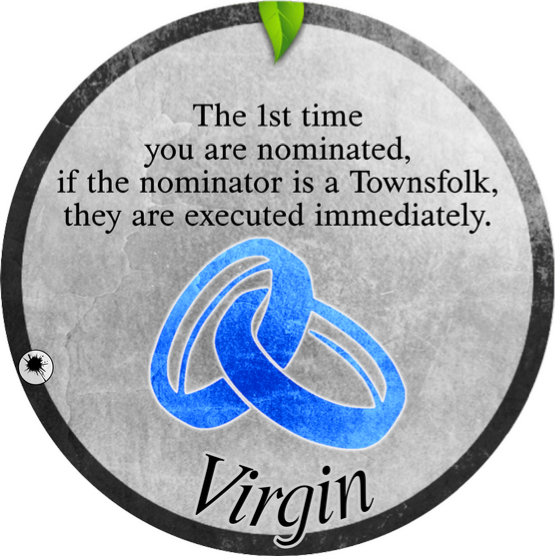 The 1st time
you are nominated,
if the nominator is a Townsfolk,
they are executed immediately.
Virgin